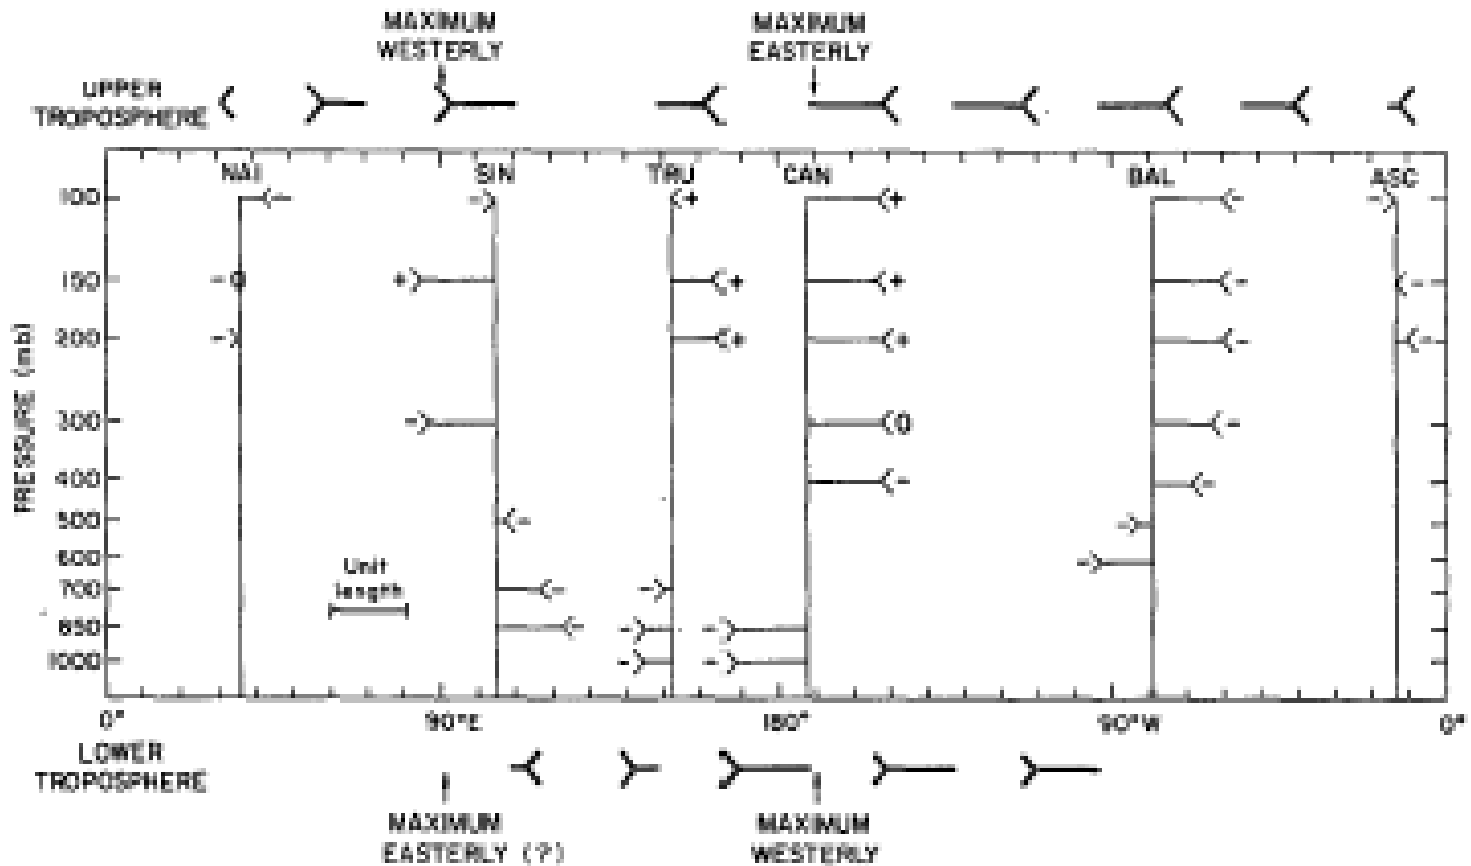 MAXIMUM
WESTERLY
MAXIMUM
EASTERLY
UPPER
TROPOSPHERE
NAI SIN TRU CAN BAL ASC
100
150
200
300
400
500
600
700
850
1000
PRESSURE (mb)
Unit
length
0° 90°E 180° 90°W 0°
LOWER
TROPOSPHERE
MAXIMUM
EASTERLY (?)
MAXIMUM
WESTERLY